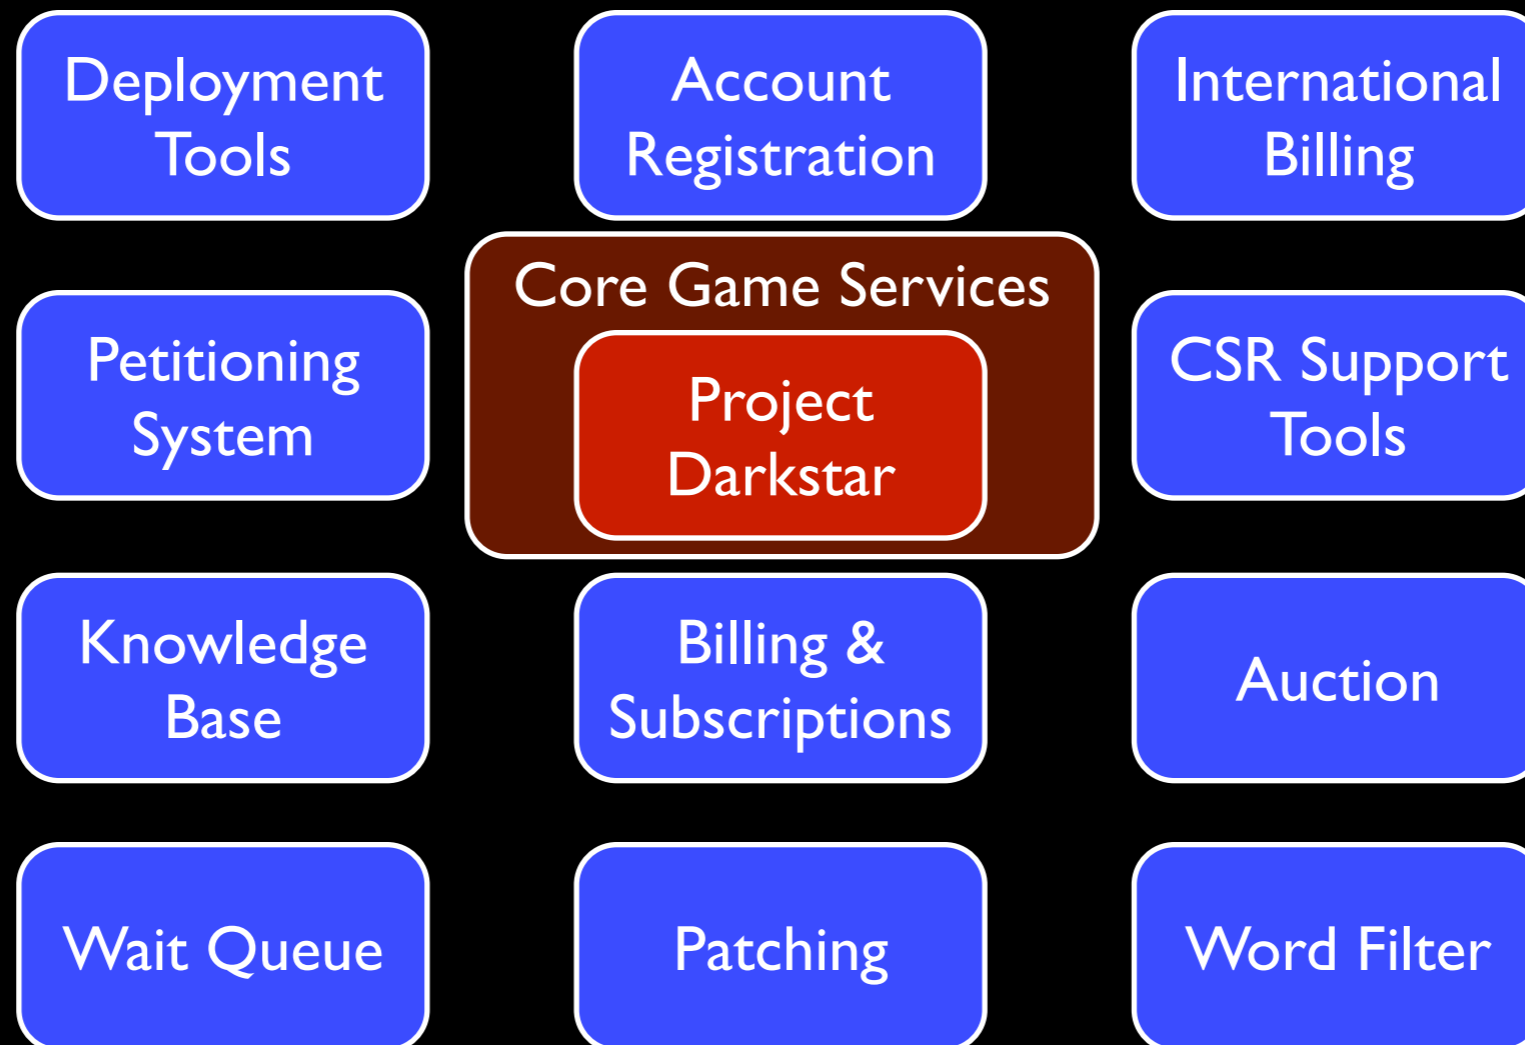 Deployment
Tools
Account
Registration
International
Billing
Core Game Services
Petitioning
System
Project
Darkstar
CSR Support
Tools
Knowledge
Base
Billing &
Subscriptions
Auction
Wait Queue
Patching
Word Filter